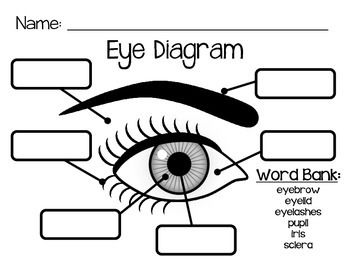 Name:
Eye Diagram
Word Bank:
eyebrow
eyelid
eyelashes
pupil
iris
sclera